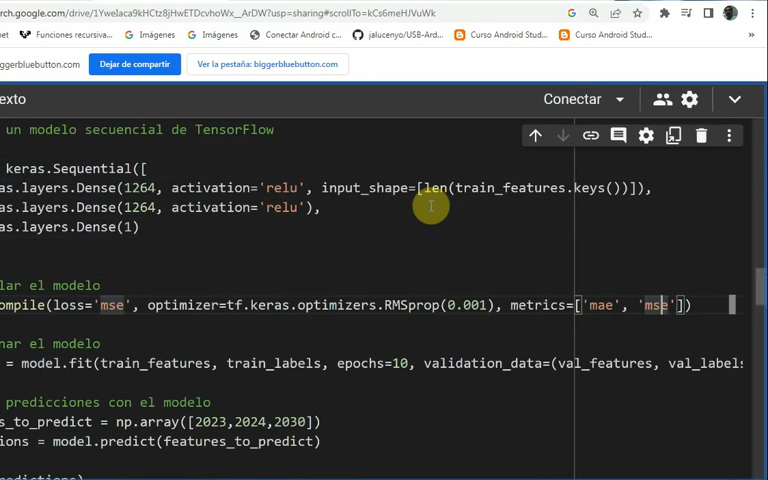 rch.google.com/drive/1YweIaca9kHCtz8jHwETDcvhoWx__ArDW?usp=sharing#scrollTo=kCs6meHJVuWk
net Funciones recursiva... Imágenes Imágenes Conectar Android c... jalucenyo/USB-Ard... Curso Android Stud... Curso Android Stud...
iggerbluebutton.com Dejar de compartir Ver la pestaña: biggerbluebutton.com
exto Conectar
un modelo secuencial de TensorFlow
keras.Sequential([
as.layers.Dense(1264, activation='relu', input_shape=[len(train_features.keys())]),
as.layers.Dense(1264, activation='relu'),
as.layers.Dense(1)
lar el modelo
ompile(loss='mse', optimizer=tf.keras.optimizers.RMSprop(0.001), metrics=['mae', 'mse'])
nar el modelo
= model.fit(train_features, train_labels, epochs=10, validation_data=(val_features, val_labels
predicciones con el modelo
s_to_predict = np.array([2023,2024,2030])
ions = model.predict(features_to_predict)